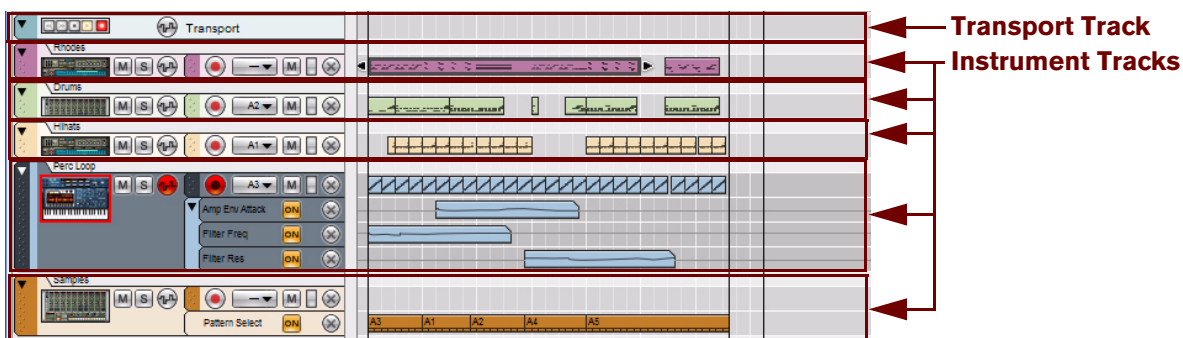 Transport
Transport Track
Rhodes
M S M
Instrument Tracks
Drums
M S A2 M
Hihats
M S A1 M
Perc Loop
M S A3 M
Amp Env Attack ON
Filter Freq ON
Filter Res ON
Samples
M S M
Pattern Select ON A3 A1 A2 A4 A5